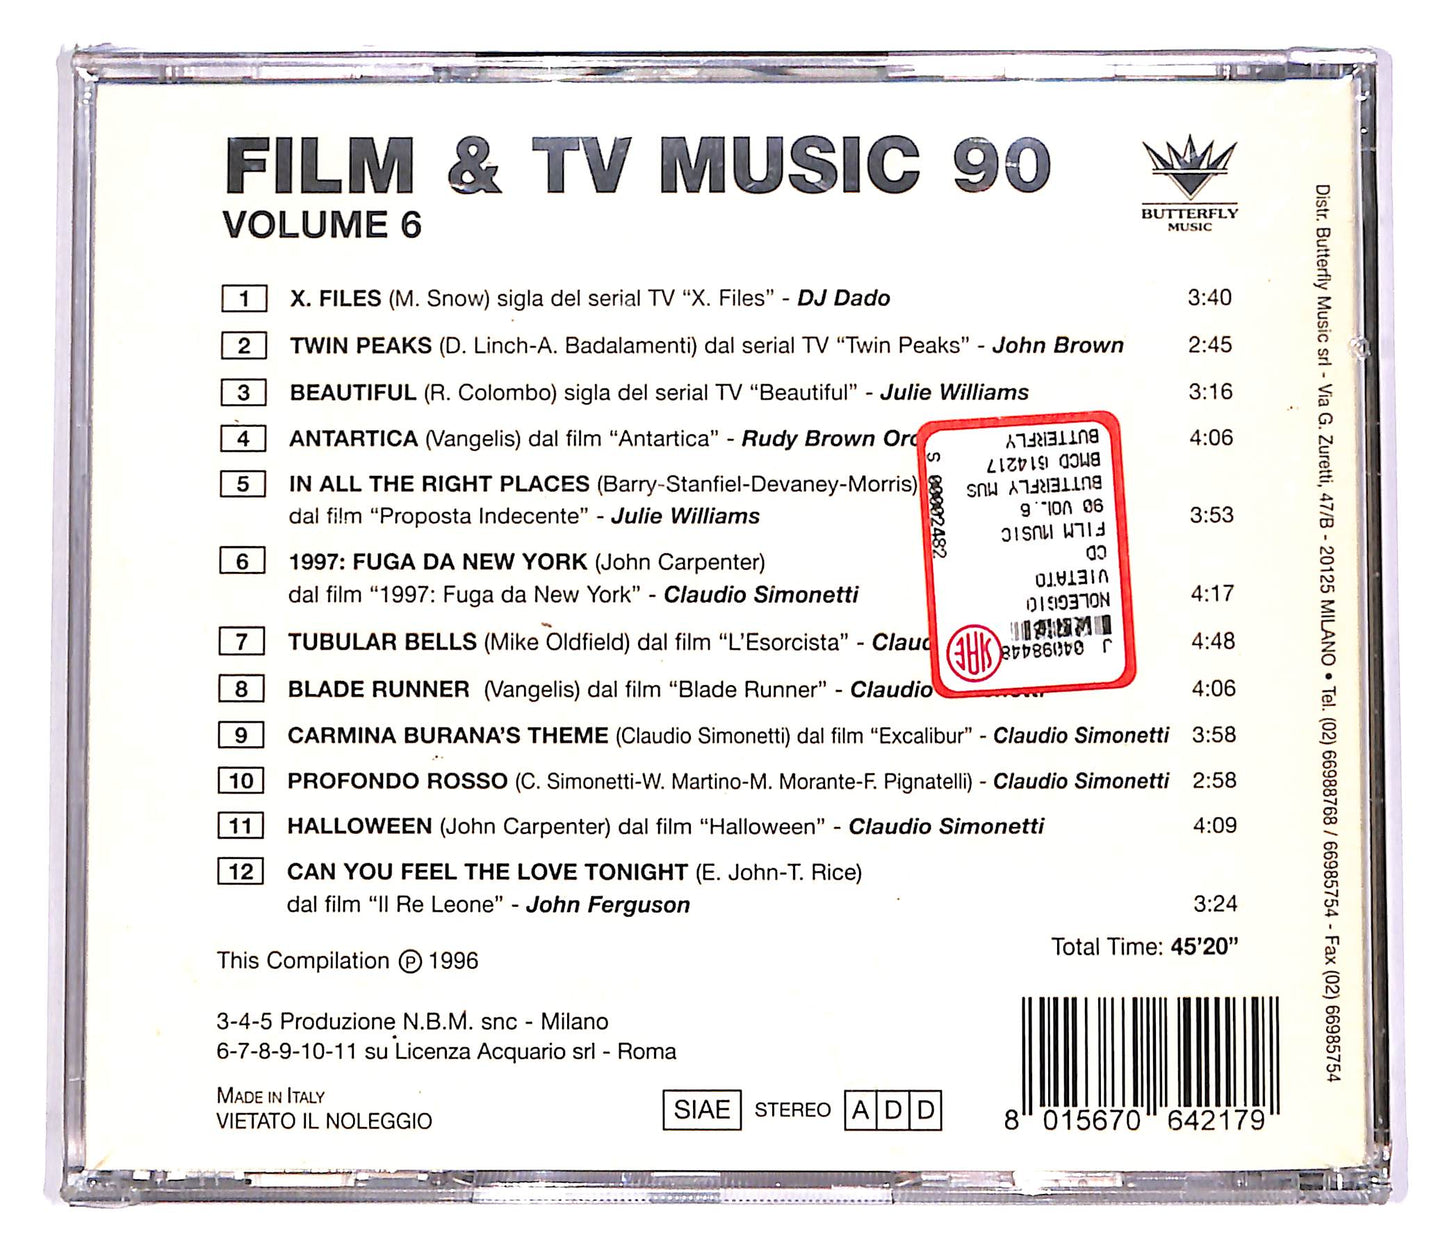 FILM & TV MUSIC 90
VOLUME 6
BUTTERFLY
MUSIC
1 X. FILES (M. Snow) sigla del serial TV “X. Files” - DJ Dado 3:40
2 TWIN PEAKS (D. Linch-A. Badalamenti) dal serial TV “Twin Peaks” - John Brown 2:45
3 BEAUTIFUL (R. Colombo) sigla del serial TV “Beautiful” - Julie Williams 3:16
4 ANTARTICA (Vangelis) dal film “Antartica” - Rudy Brown 4:06
5 IN ALL THE RIGHT PLACES (Barry-Stanfiel-Devaney-Morris)
dal film “Proposta Indecente” - Julie Williams 3:53
6 1997: FUGA DA NEW YORK (John Carpenter)
dal film “1997: Fuga da New York” - Claudio Simonetti 4:17
7 TUBULAR BELLS (Mike Oldfield) dal film “L’Esorcista” - 4:48
8 BLADE RUNNER (Vangelis) dal film “Blade Runner” - Claudio 4:06
9 CARMINA BURANA’S THEME (Claudio Simonetti) dal film “Excalibur” - Claudio Simonetti 3:58
10 PROFONDO ROSSO (C. Simonetti-W. Martino-M. Morante-F. Pignatelli) - Claudio Simonetti 2:58
11 HALLOWEEN (John Carpenter) dal film “Halloween” - Claudio Simonetti 4:09
12 CAN YOU FEEL THE LOVE TONIGHT (E. John-T. Rice)
dal film “Il Re Leone” - John Ferguson 3:24
Total Time: 45’20”
This Compilation ℗ 1996
3-4-5 Produzione N.B.M. snc - Milano
6-7-8-9-10-11 su Licenza Acquario srl - Roma
MADE IN ITALY
VIETATO IL NOLEGGIO
SIAE STEREO ADD
8 015670 642179
Distr. Butterfly Music srl - Via G. Zuretti, 47/B - 20125 MILANO • Tel. (02) 66988768 / 66985754 - Fax (02) 66985754
J 04098448
NOLEGGIO
VIETATO
CD
FILM MUSIC
90 VOL.6
BUTTERFLY MUS
BMCD 1614217
BUTTERFLY
SIAE